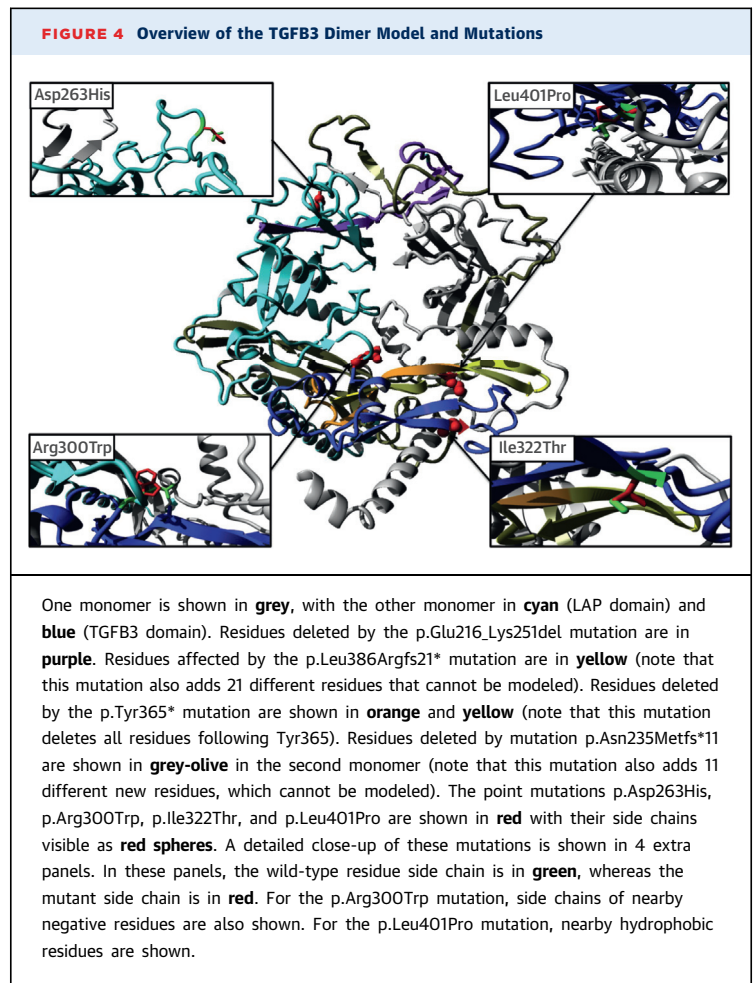 FIGURE 4 Overview of the TGFB3 Dimer Model and Mutations
Asp263His
Leu401Pro
Arg300Trp
Ile322Thr
One monomer is shown in grey, with the other monomer in cyan (LAP domain) and
blue (TGFB3 domain). Residues deleted by the p.Glu216_Lys251del mutation are in
purple. Residues affected by the p.Leu386Argfs21* mutation are in yellow (note that
this mutation also adds 21 different residues that cannot be modeled). Residues deleted
by the p.Tyr365* mutation are shown in orange and yellow (note that this mutation
deletes all residues following Tyr365). Residues deleted by mutation p.Asn235Metfs*11
are shown in grey-olive in the second monomer (note that this mutation also adds 11
different new residues, which cannot be modeled). The point mutations p.Asp263His,
p.Arg300Trp, p.Ile322Thr, and p.Leu401Pro are shown in red with their side chains
visible as red spheres. A detailed close-up of these mutations is shown in 4 extra
panels. In these panels, the wild-type residue side chain is in green, whereas the
mutant side chain is in red. For the p.Arg300Trp mutation, side chains of nearby
negative residues are also shown. For the p.Leu401Pro mutation, nearby hydrophobic
residues are shown.